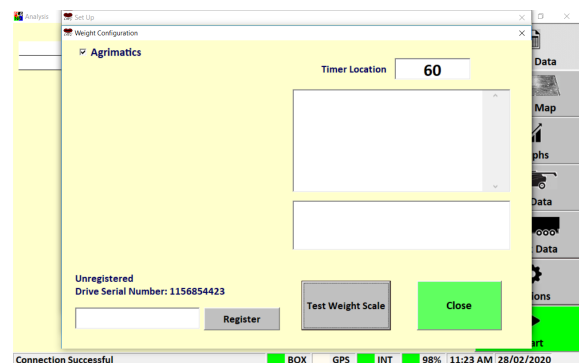 Analysis
Set Up
Weight Configuration
Agrimatics
Timer Location
60
Data
Map
phs
Data
Data
ions
Unregistered
Drive Serial Number: 1156854423
Register
Test Weight Scale
Close
art
Connection Successful
BOX
GPS
INT
98%
11:23 AM
28/02/2020